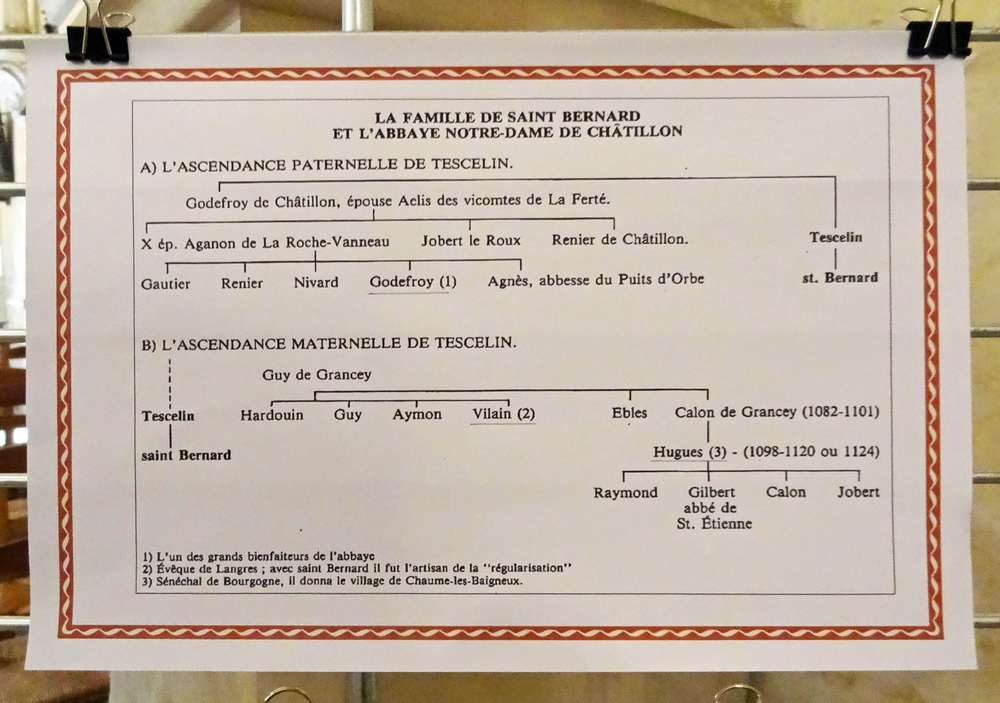 LA FAMILLE DE SAINT BERNARD
ET L'ABBAYE NOTRE-DAME DE CHÂTILLON
A) L'ASCENDANCE PATERNELLE DE TESCELIN.
Godefroy de Châtillon, épouse Aelis des vicomtes de La Ferté.
X ép. Aganon de La Roche-Vanneau Jobert le Roux Renier de Châtillon. Tescelin
Gautier Renier Nivard Godefroy (1) Agnès, abbesse du Puits d'Orbe st. Bernard
B) L'ASCENDANCE MATERNELLE DE TESCELIN.
Guy de Grancey
Tescelin Hardouin Guy Aymon Vilain (2) Ebles Calon de Grancey (1082-1101)
saint Bernard Hugues (3) - (1098-1120 ou 1124)
Raymond Gilbert Calon Jobert
abbé de
St. Étienne
1) L'un des grands bienfaiteurs de l'abbaye
2) Évêque de Langres ; avec saint Bernard il fut l'artisan de la "régularisation"
3) Sénéchal de Bourgogne, il donna le village de Chaume-les-Baigneux.